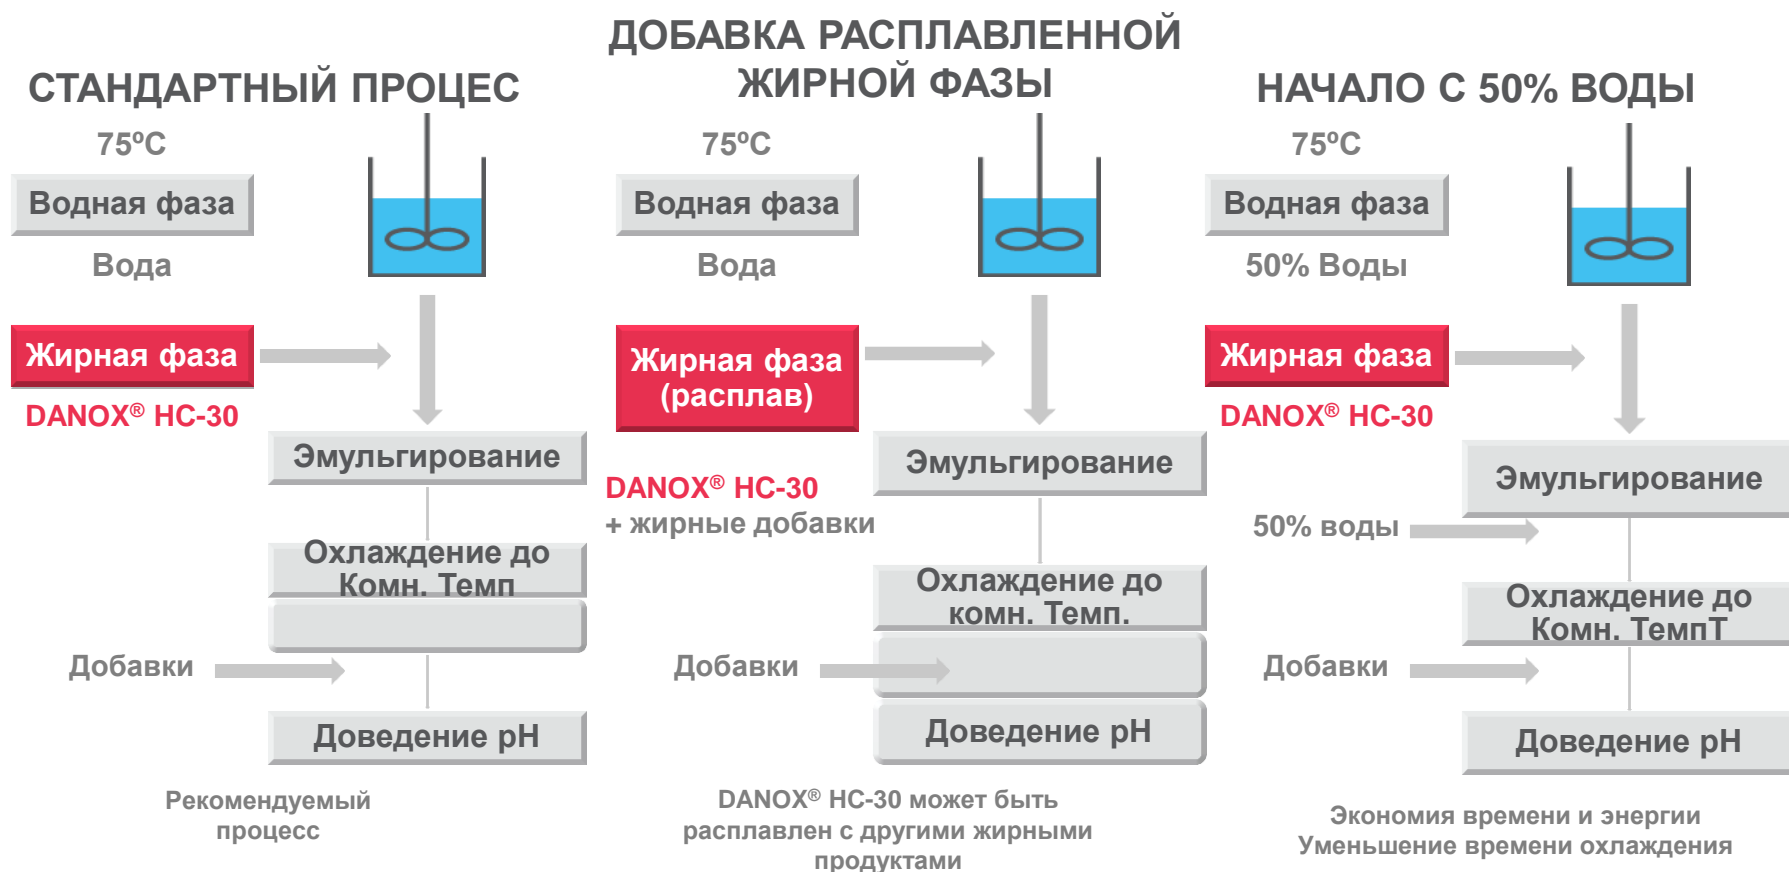 СТАНДАРТНЫЙ ПРОЦЕС
75ºC
Водная фаза
Вода
Жирная фаза
DANOX® HC-30
Эмульгирование
Охлаждение до
Комн. Темп
Добавки
Доведение pH
Рекомендуемый
процесс
ДОБАВКА РАСПЛАВЛЕННОЙ
ЖИРНОЙ ФАЗЫ
75ºC
Водная фаза
Вода
Жирная фаза
(расплав)
DANOX® HC-30
+ жирные добавки
Эмульгирование
Охлаждение до
комн. Темп.
Добавки
Доведение pH
DANOX® HC-30 может быть
расплавлен с другими жирными
продуктами
НАЧАЛО С 50% ВОДЫ
75ºC
Водная фаза
50% Воды
Жирная фаза
DANOX® HC-30
Эмульгирование
50% воды
Охлаждение до
Комн. ТемпТ
Добавки
Доведение pH
Экономия времени и энергии
Уменьшение времени охлаждения